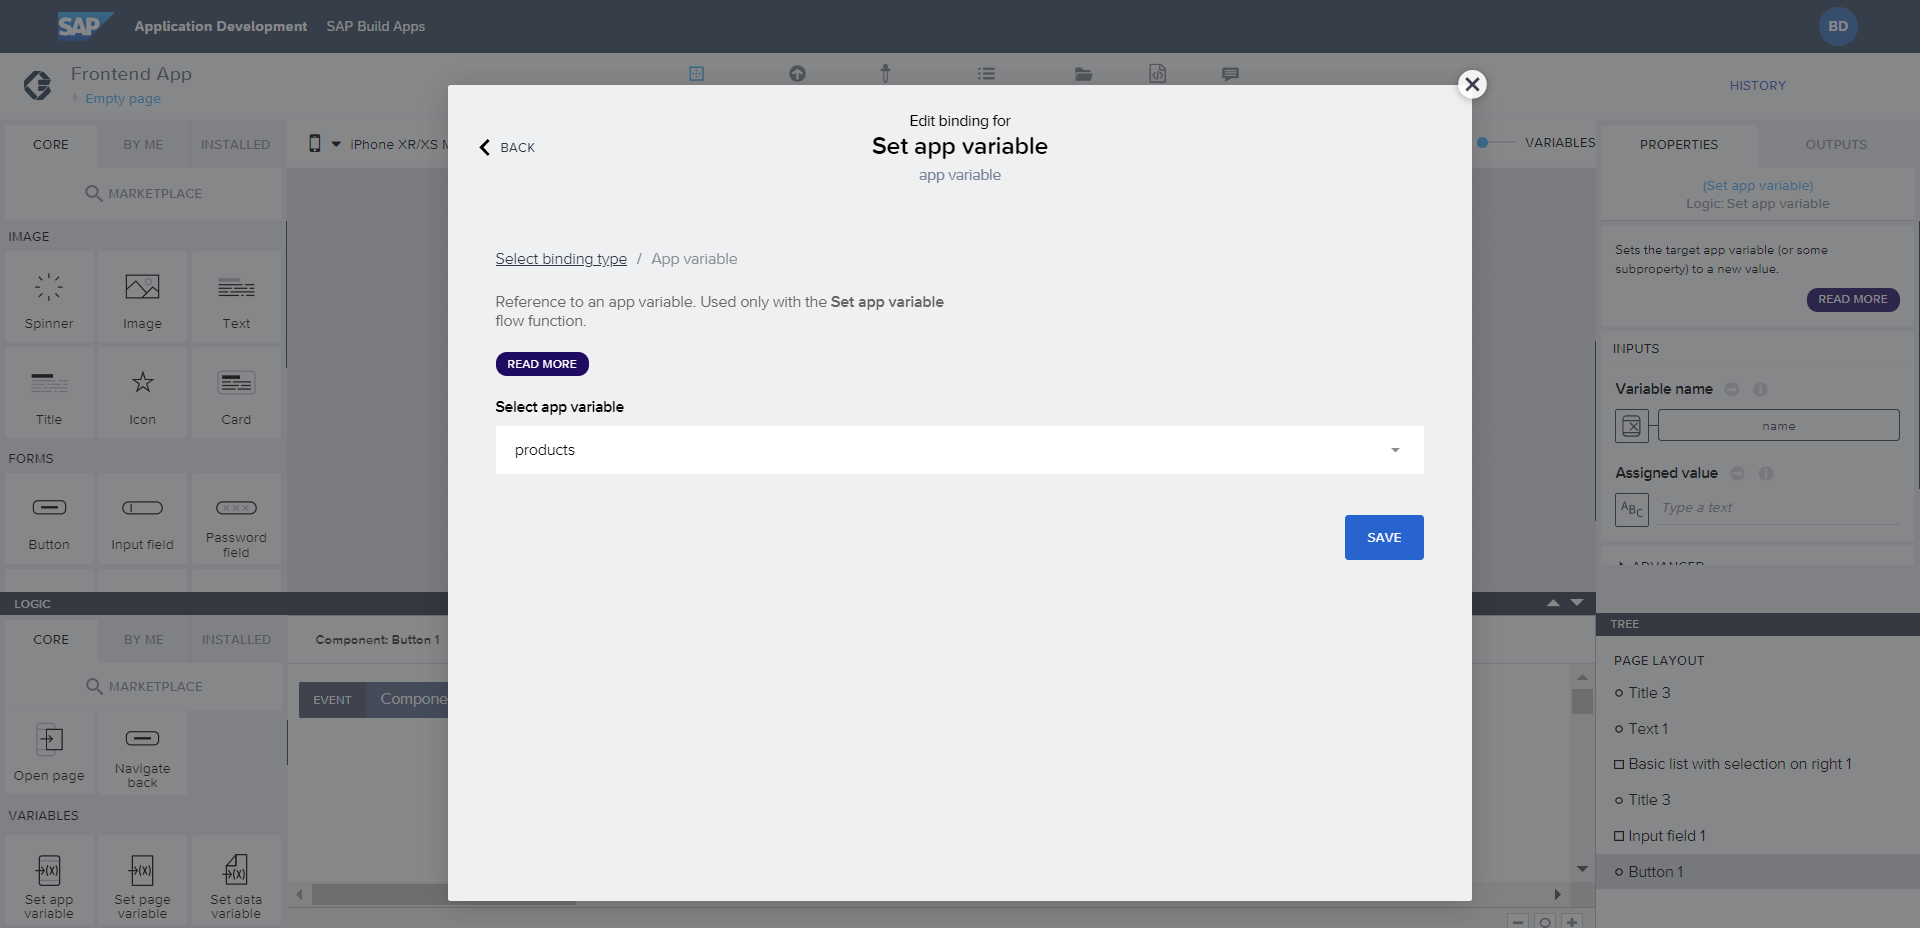 SAP
Application Development
SAP Build Apps
BD
Frontend App
Empty page
HISTORY
CORE
BY ME
INSTALLED
iPhone XR/XS M
VARIABLES
PROPERTIES
OUTPUTS
MARKETPLACE
(Set app variable)
Logic: Set app variable
Sets the target app variable (or some
subproperty) to a new value.
READ MORE
INPUTS
Variable name
name
Assigned value
ABC
Type a text
ADVANCED
IMAGE
Spinner
Image
Text
Title
Icon
Card
FORMS
Button
Input field
Password
field
Edit binding for
Set app variable
app variable
BACK
Select binding type / App variable
Reference to an app variable. Used only with the Set app variable
flow function.
READ MORE
Select app variable
products
SAVE
LOGIC
CORE
BY ME
INSTALLED
Component: Button 1
MARKETPLACE
EVENT
Compone
Open page
Navigate
back
VARIABLES
Set app
variable
Set page
variable
Set data
variable
TREE
PAGE LAYOUT
Title 3
Text 1
Basic list with selection on right 1
Title 3
Input field 1
Button 1